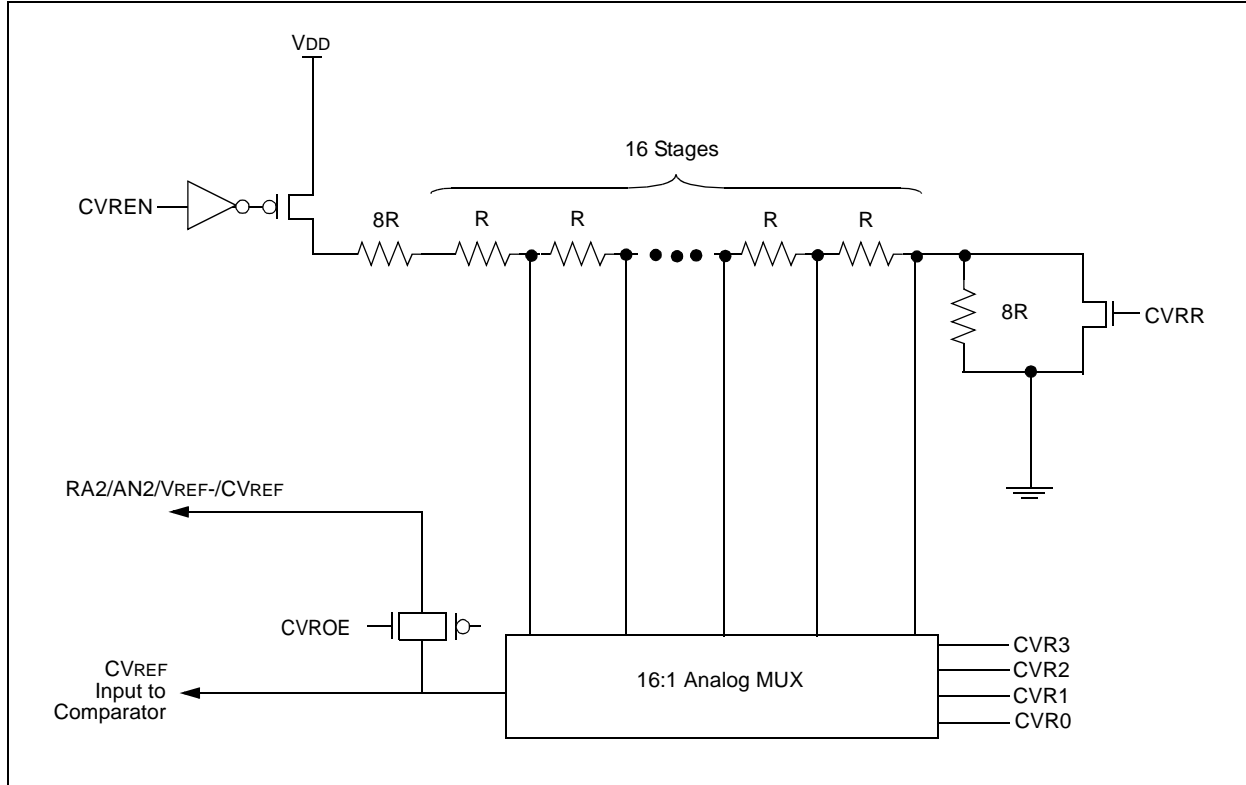 VDD
16 Stages
CVREN
8R
R
R
R
R
8R
CVRR
RA2/AN2/VREF-/CVREF
CVROE
CVREF
Input to
Comparator
16:1 Analog MUX
CVR3
CVR2
CVR1
CVR0